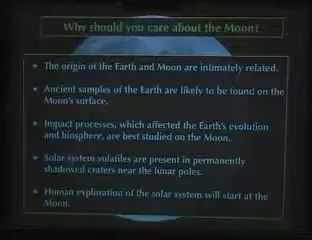 Why should you care about the Moon?
* The origin of the Earth and Moon are intimately related.
* Ancient samples of the Earth are likely to be found on the
Moon's surface.
* Impact processes, which affected the Earth's evolution
and biosphere, are best studied on the Moon.
* Solar system volatiles are present in permanently
shadowed craters near the lunar poles.
* Human exploration of the solar system will start at the
Moon.